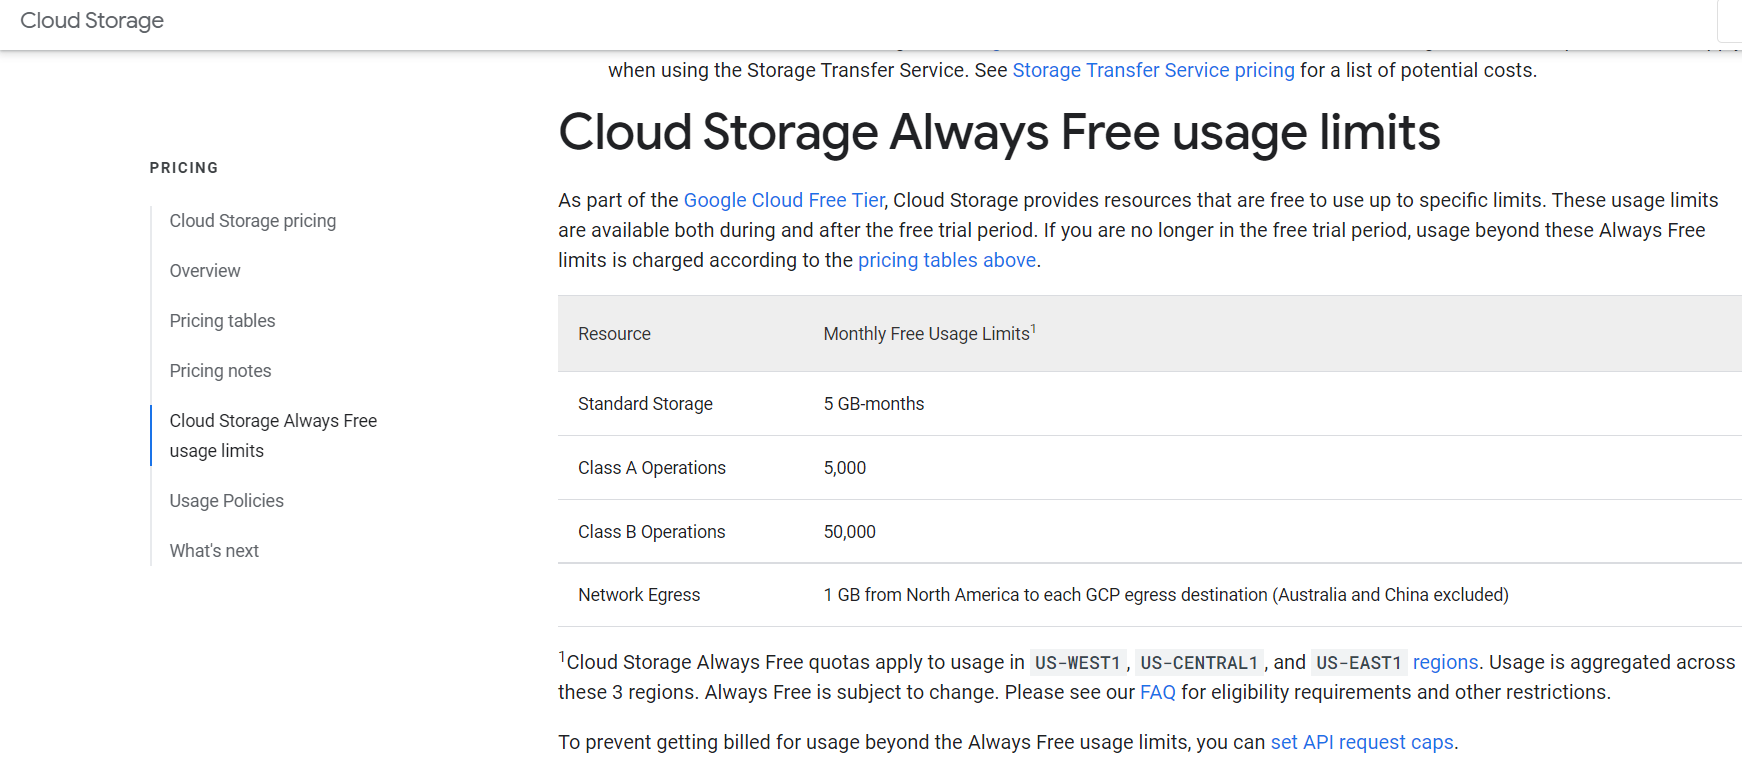 Cloud Storage
when using the Storage Transfer Service. See Storage Transfer Service pricing for a list of potential costs.
Cloud Storage Always Free usage limits
PRICING
Cloud Storage pricing
Overview
Pricing tables
Pricing notes
Cloud Storage Always Free
usage limits
Usage Policies
What's next
As part of the Google Cloud Free Tier, Cloud Storage provides resources that are free to use up to specific limits. These usage limits
are available both during and after the free trial period. If you are no longer in the free trial period, usage beyond these Always Free
limits is charged according to the pricing tables above.
Resource Monthly Free Usage Limits¹
Standard Storage 5 GB-months
Class A Operations 5,000
Class B Operations 50,000
Network Egress 1 GB from North America to each GCP egress destination (Australia and China excluded)
¹Cloud Storage Always Free quotas apply to usage in US-WEST1, US-CENTRAL1, and US-EAST1 regions. Usage is aggregated across
these 3 regions. Always Free is subject to change. Please see our FAQ for eligibility requirements and other restrictions.
To prevent getting billed for usage beyond the Always Free usage limits, you can set API request caps.